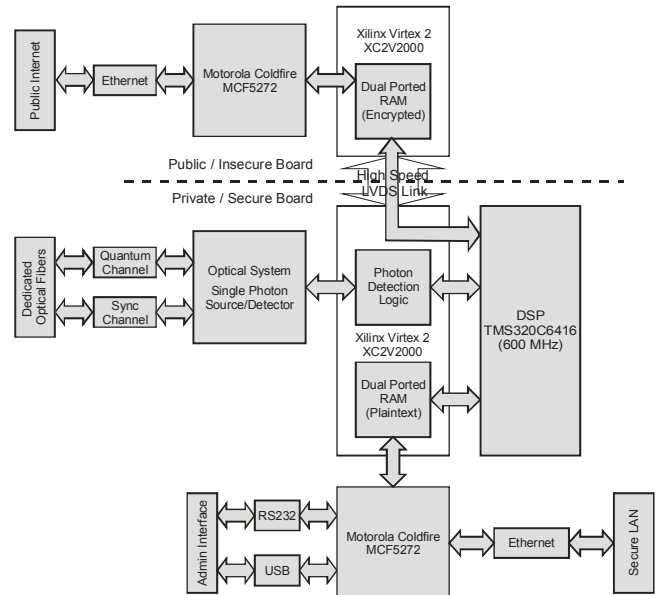 Xilinx Virtex 2
XC2V2000
Public Internet
Ethernet
Motorola Coldfire
MCF5272
Dual Ported
RAM
(Encrypted)
Public / Insecure Board
High Speed
LVDS Link
Private / Secure Board
Dedicated
Optical Fibers
Quantum
Channel
Sync
Channel
Optical System
Single Photon
Source/Detector
Photon
Detection
Logic
DSP
TMS320C6416
(600 MHz)
Xilinx Virtex 2
XC2V2000
Dual Ported
RAM
(Plaintext)
Admin Interface
RS232
USB
Motorola Coldfire
MCF5272
Ethernet
Secure LAN